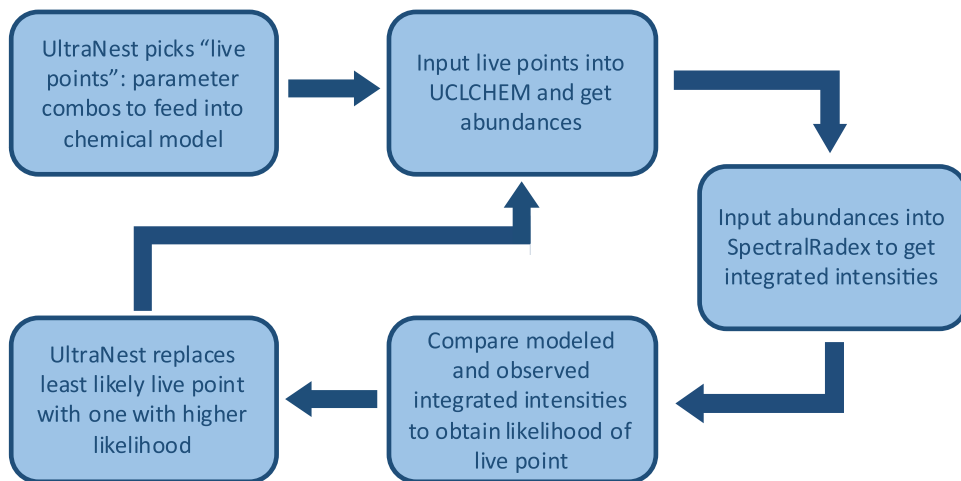 UltraNest picks “live
points”: parameter
combos to feed into
chemical model
Input live points into
UCLCHEM and get
abundances
Input abundances into
SpectralRadex to get
integrated intensities
Compare modeled
and observed
integrated intensities
to obtain likelihood of
live point
UltraNest replaces
least likely live point
with one with higher
likelihood